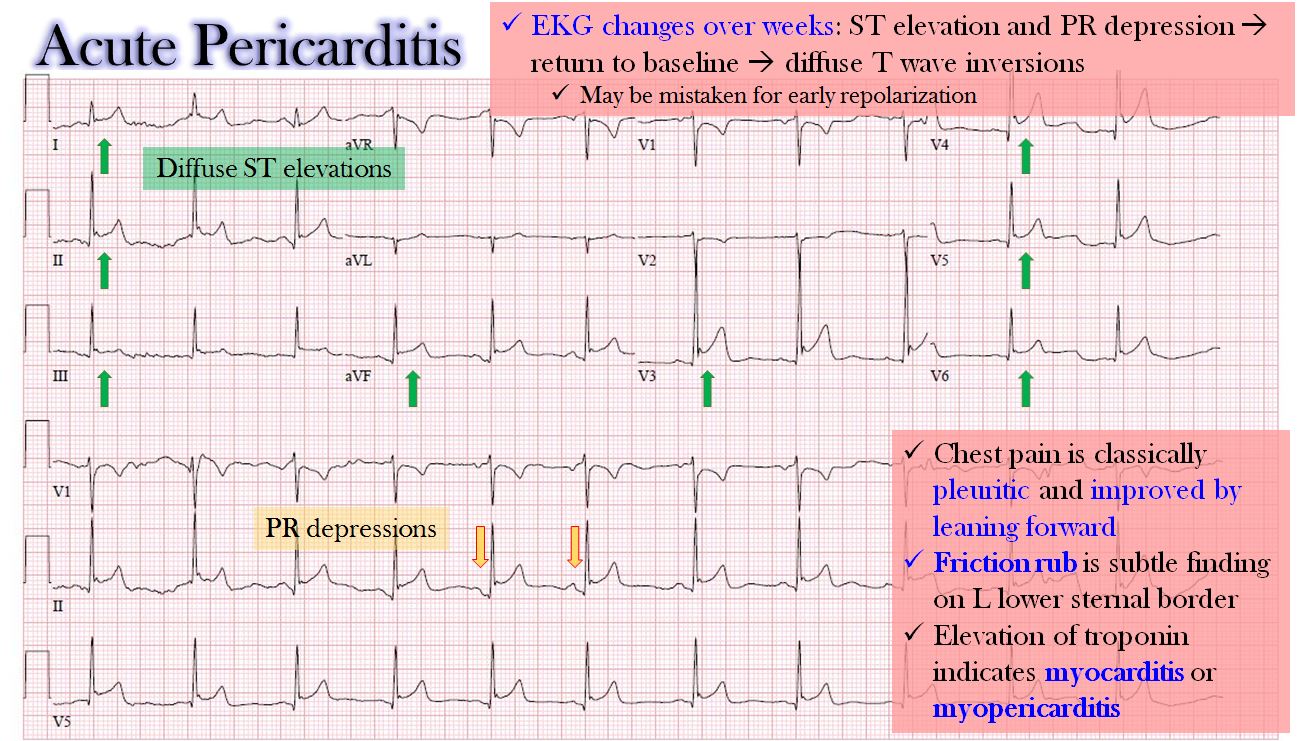 Acute Pericarditis
✓ EKG changes over weeks: ST elevation and PR depression →
return to baseline → diffuse T wave inversions
✓ May be mistaken for early repolarization
I
aVR
V1
V4
Diffuse ST elevations
II
aVL
V2
V5
III
aVF
V3
V6
V1
PR depressions
II
V5
✓ Chest pain is classically
pleuritic and improved by
leaning forward
✓ Friction rub is subtle finding
on L lower sternal border
✓ Elevation of troponin
indicates myocarditis or
myopericarditis